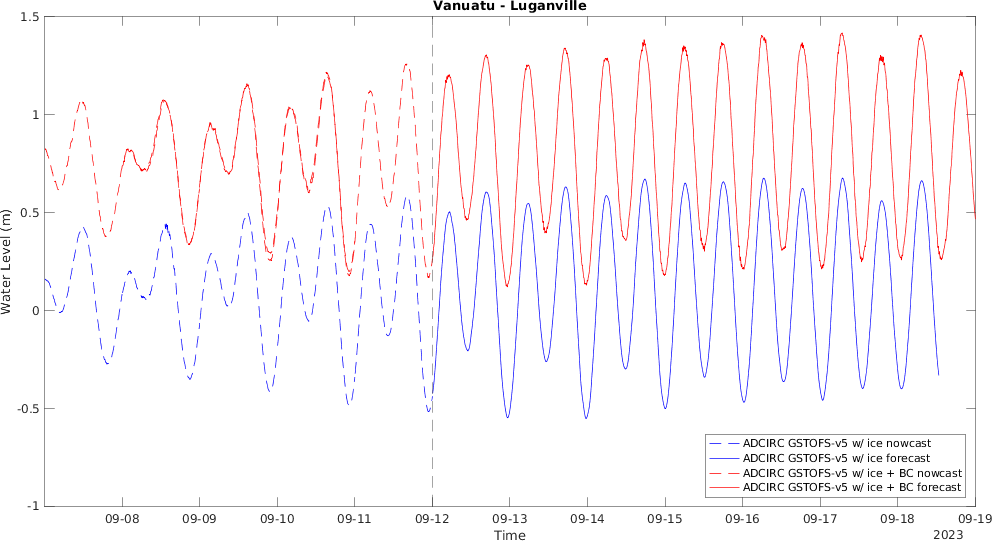 Vanuatu - Luganville
1.5
1
0.5
0
-0.5
-1
Water Level (m)
09-08 09-09 09-10 09-11 09-12 09-13 09-14 09-15 09-16 09-17 09-18 09-19
Time
2023
ADCIRC GSTOFS-v5 w/ ice nowcast
ADCIRC GSTOFS-v5 w/ ice forecast
ADCIRC GSTOFS-v5 w/ ice + BC nowcast
ADCIRC GSTOFS-v5 w/ ice + BC forecast